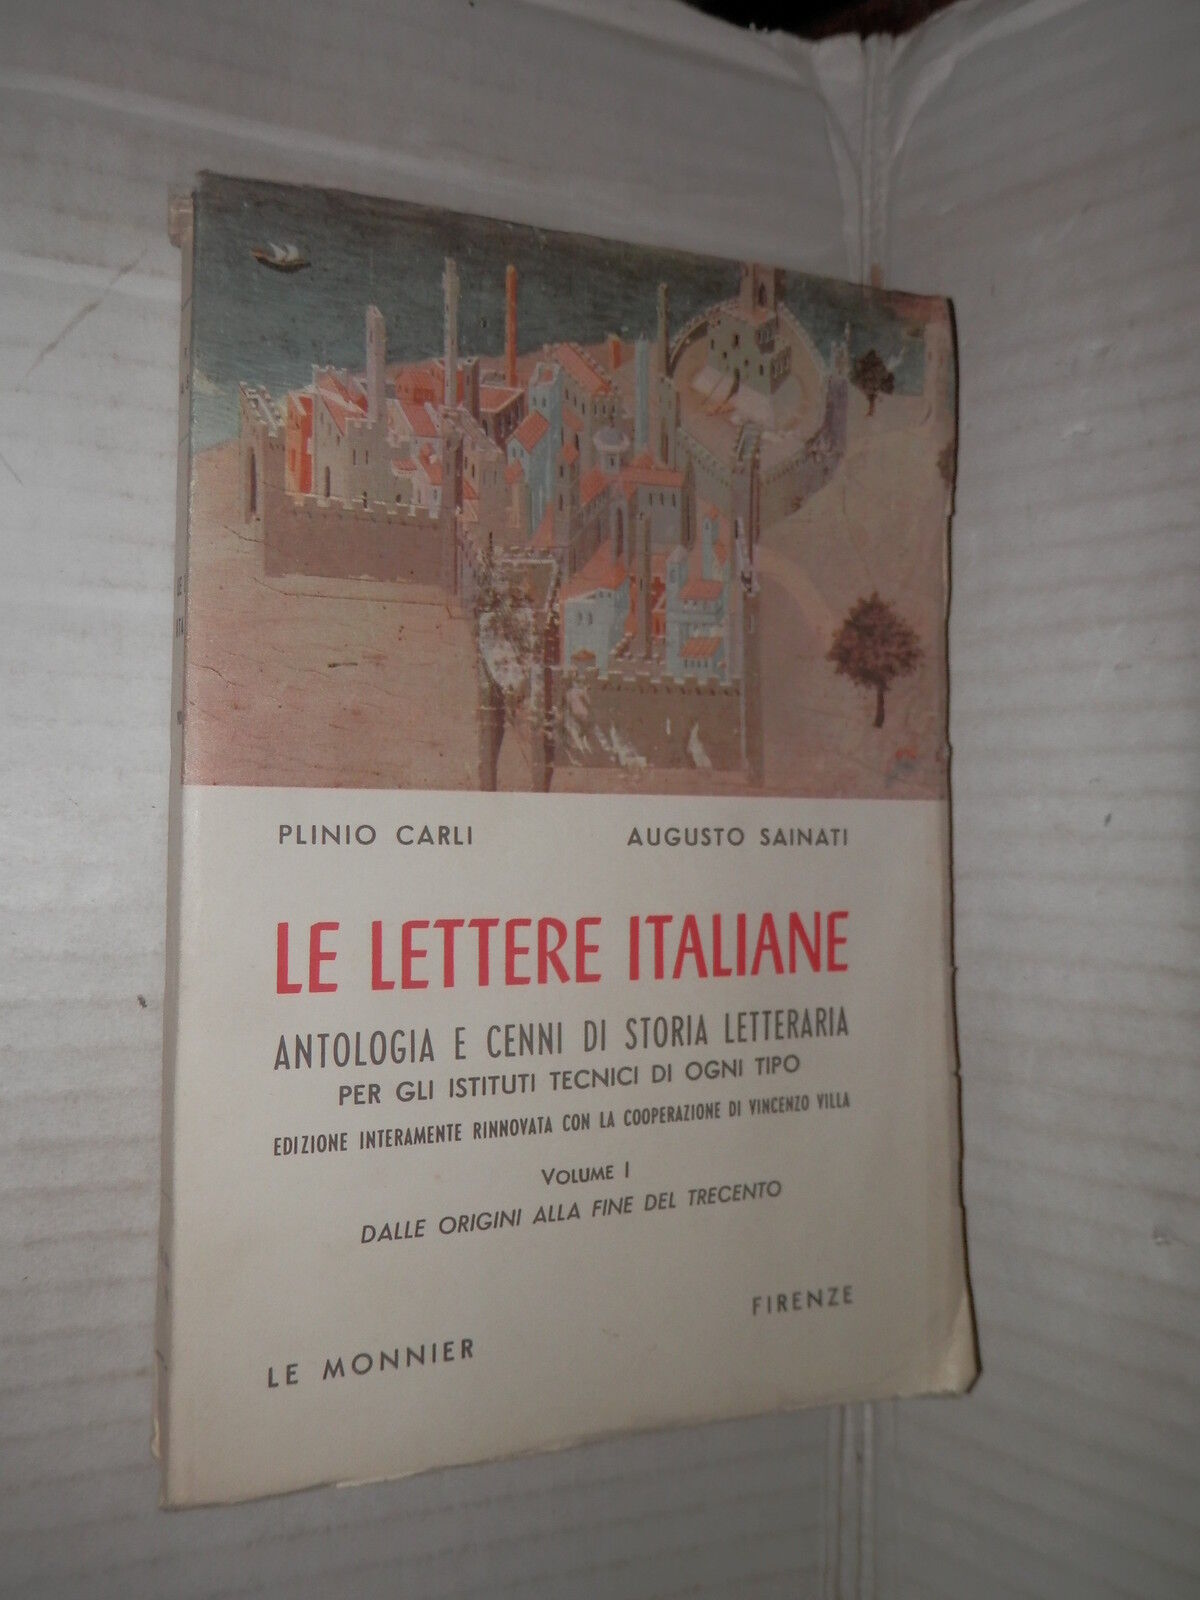 PLINIO CARLI AUGUSTO SAINATI
LE LETTERE ITALIANE
ANTOLOGIA E CENNI DI STORIA LETTERARIA
PER GLI ISTITUTI TECNICI DI OGNI TIPO
EDIZIONE INTERAMENTE RINNOVATA CON LA COOPERAZIONE DI VINCENZO VILLA
VOLUME I
DALLE ORIGINI ALLA FINE DEL TRECENTO
LE MONNIER FIRENZE